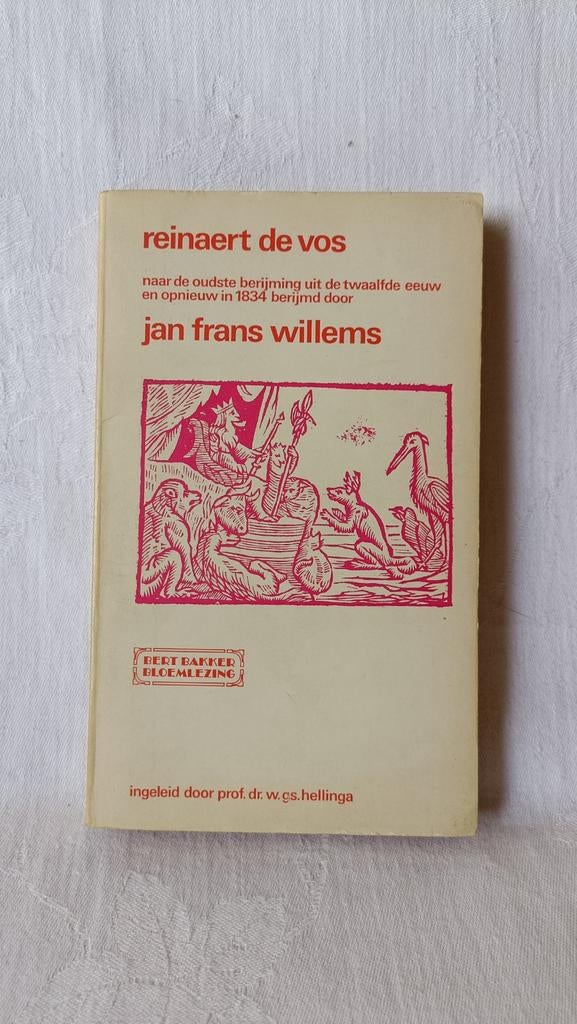 reinaert de vos
naar de oudste berijming uit de twaalfde eeuw
en opnieuw in 1834 berijmd door
jan frans willems
BERT BAKKER
BLOEMLEZING
ingeleid door prof. dr. w. gs. hellinga